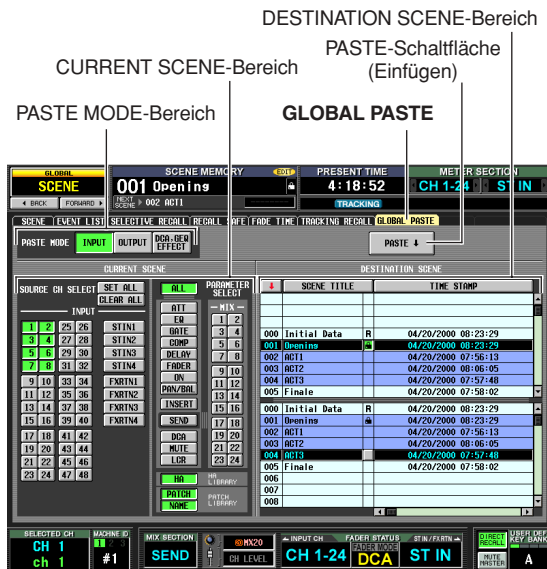 DESTINATION SCENE-Bereich
PASTE-Schaltfläche
(Einfügen)
CURRENT SCENE-Bereich
PASTE MODE-Bereich
GLOBAL PASTE
GLOBAL
SCENE
BACK FORWARD
SCENE MEMORY EDIT
001 Opening
NEXT SCENE 002 ACT1
PRESENT TIME
4:18:52
TRACKING
METER SECTION
CH 1-24 ST IN
SCENE EVENT LIST SELECTIVE RECALL RECALL SAFE FADE TIME TRACKING RECALL GLOBAL PASTE
PASTE MODE INPUT OUTPUT DCA,GEQ EFFECT
PASTE ↓
CURRENT SCENE
DESTINATION SCENE
SOURCE CH SELECT SET ALL
CLEAR ALL
INPUT
1 2 25 26 STIN1
3 4 27 28 STIN2
5 6 29 30 STIN3
7 8 31 32 STIN4
9 10 33 34 FXRTN1
11 12 35 36 FXRTN2
13 14 37 38 FXRTN3
15 16 39 40 FXRTN4
17 18 41 42
19 20 43 44
21 22 45 46
23 24 47 48
ALL PARAMETER SELECT
ATT
EQ
GATE
COMP
DELAY
FADER
ON
PAN/BAL
INSERT
SEND
DCA
MUTE
LCR
MIX
1 2
3 4
5 6
7 8
9 10
11 12
13 14
15 16
17 18
19 20
21 22
23 24
HA HA LIBRARY
PATCH PATCH LIBRARY
NAME
↓ SCENE TITLE TIME STAMP
000 Initial Data R 04/20/2000 08:23:29
001 Opening 04/20/2000 08:23:29
002 ACT1 04/20/2000 07:56:13
003 ACT2 04/20/2000 08:06:05
004 ACT3 04/20/2000 07:57:48
005 Finale 04/20/2000 07:58:02
000 Initial Data R 04/20/2000 08:23:29
001 Opening 04/20/2000 08:23:29
002 ACT1 04/20/2000 07:56:13
003 ACT2 04/20/2000 08:06:05
004 ACT3 04/20/2000 07:57:48
005 Finale 04/20/2000 07:58:02
006
007
008
SELECTED CH
CH 1
ch 1
MACHINE ID
1 2 3
#1
MIX SECTION
SEND
MX20
CH LEVEL
INPUT CH FADER STATUS ST IN/FXRTN
CH 1-24
FADER MODE
DCA
ST IN
DIRECT RECALL
MUTE MASTER
USER DEF
KEY BANK
A